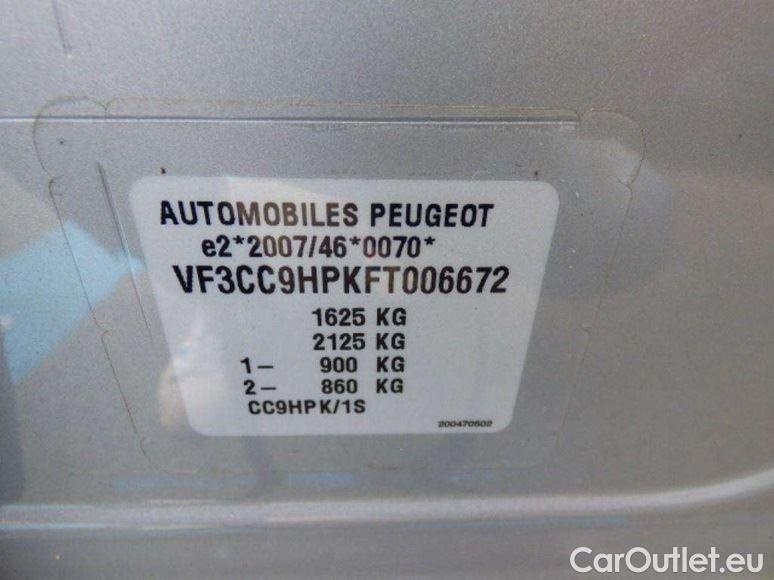 AUTOMOBILES PEUGEOT
e2*2007/46*0070*
VF3CC9HPKFT006672
1625 KG
2125 KG
1– 900 KG
2– 860 KG
CC9HPK/1S
200470502
CarOutlet.eu